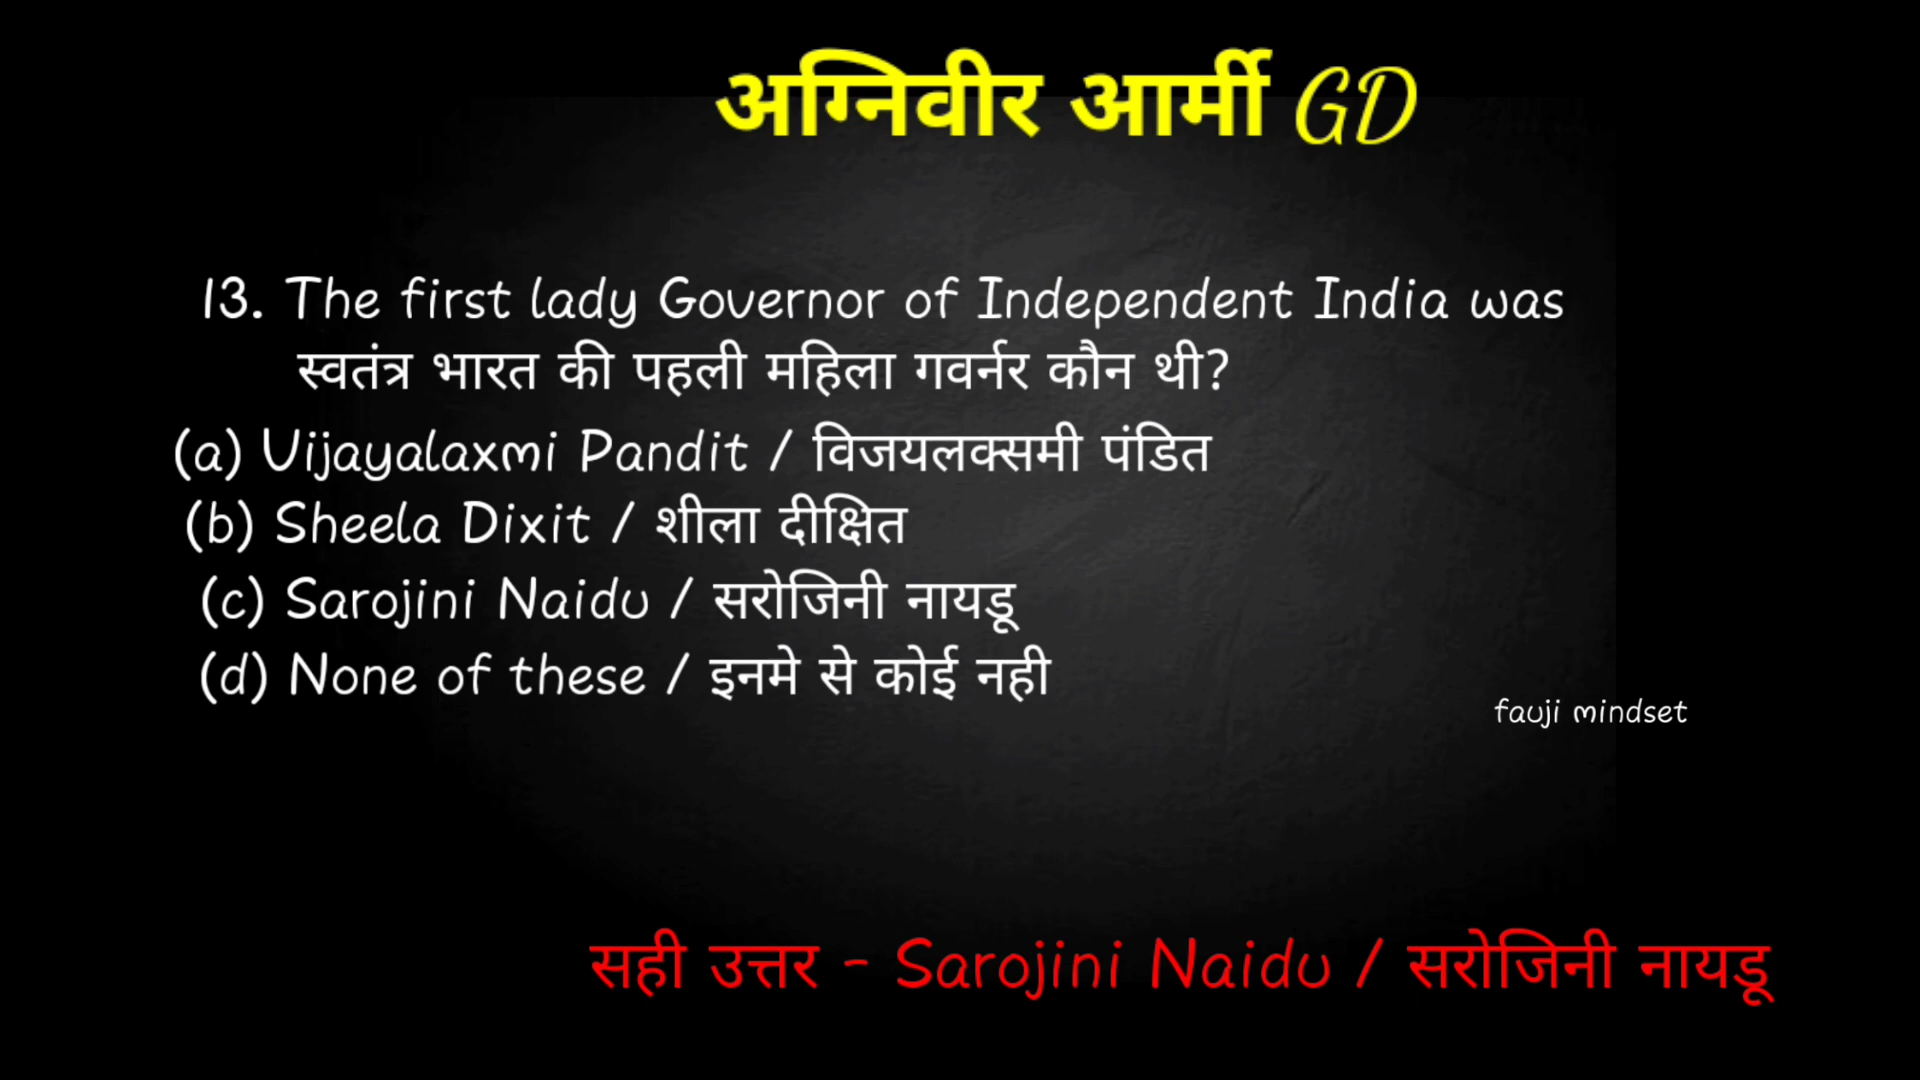 अग्निवीर आर्मी GD
13. The first lady Governor of Independent India was
स्वतंत्र भारत की पहली महिला गवर्नर कौन थी?
(a) Vijayalaxmi Pandit / विजयलक्समी पंडित
(b) Sheela Dixit / शीला दीक्षित
(c) Sarojini Naidu / सरोजिनी नायडू
(d) None of these / इनमे से कोई नही
fauji mindset
सही उत्तर - Sarojini Naidu / सरोजिनी नायडू